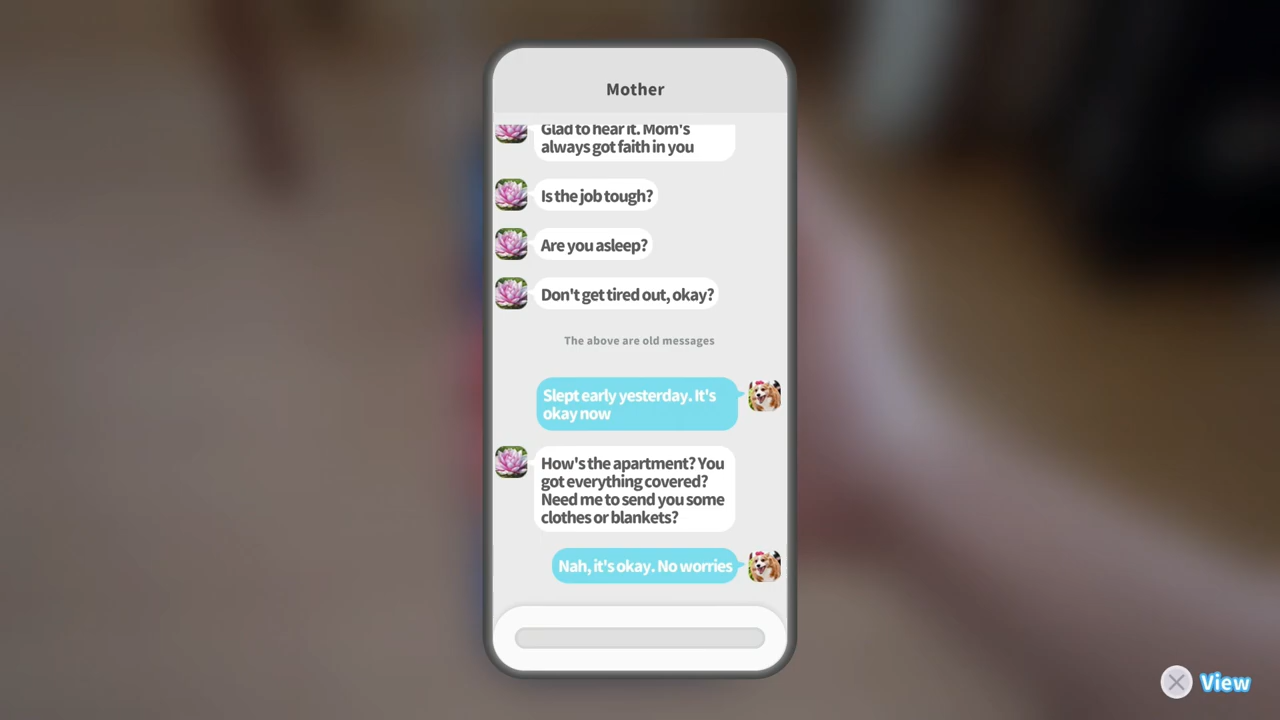 Mother
Glad to hear it. Mom's
always got faith in you
Is the job tough?
Are you asleep?
Don't get tired out, okay?
The above are old messages
Slept early yesterday. It's
okay now
How's the apartment? You
got everything covered?
Need me to send you some
clothes or blankets?
Nah, it's okay. No worries
View